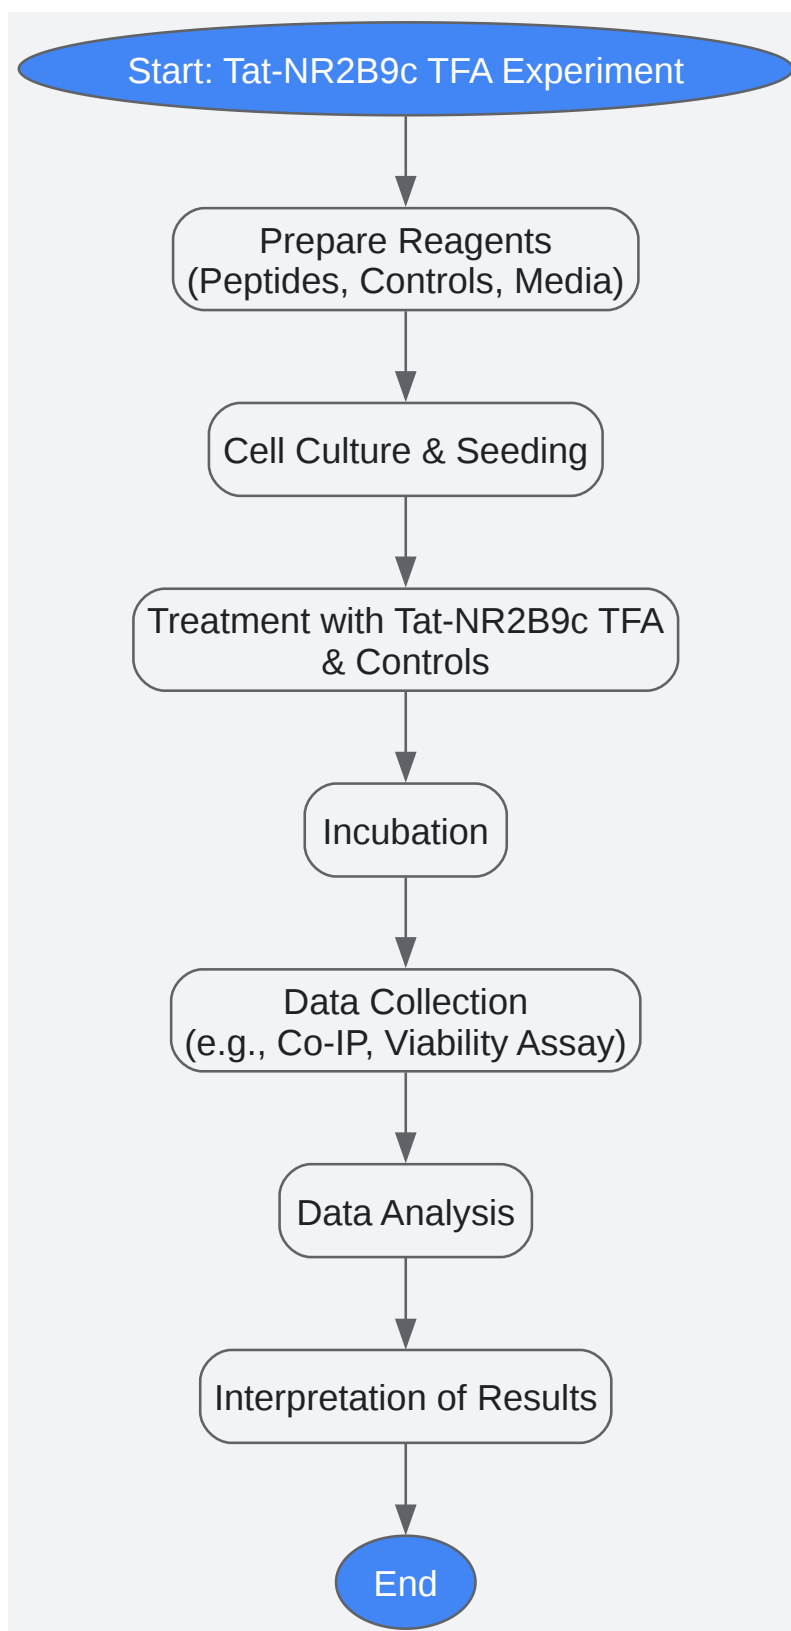 Start: Tat-NR2B9c TFA Experiment
Prepare Reagents
(Peptides, Controls, Media)
Cell Culture & Seeding
Treatment with Tat-NR2B9c TFA
& Controls
Incubation
Data Collection
(e.g., Co-IP, Viability Assay)
Data Analysis
Interpretation of Results
End